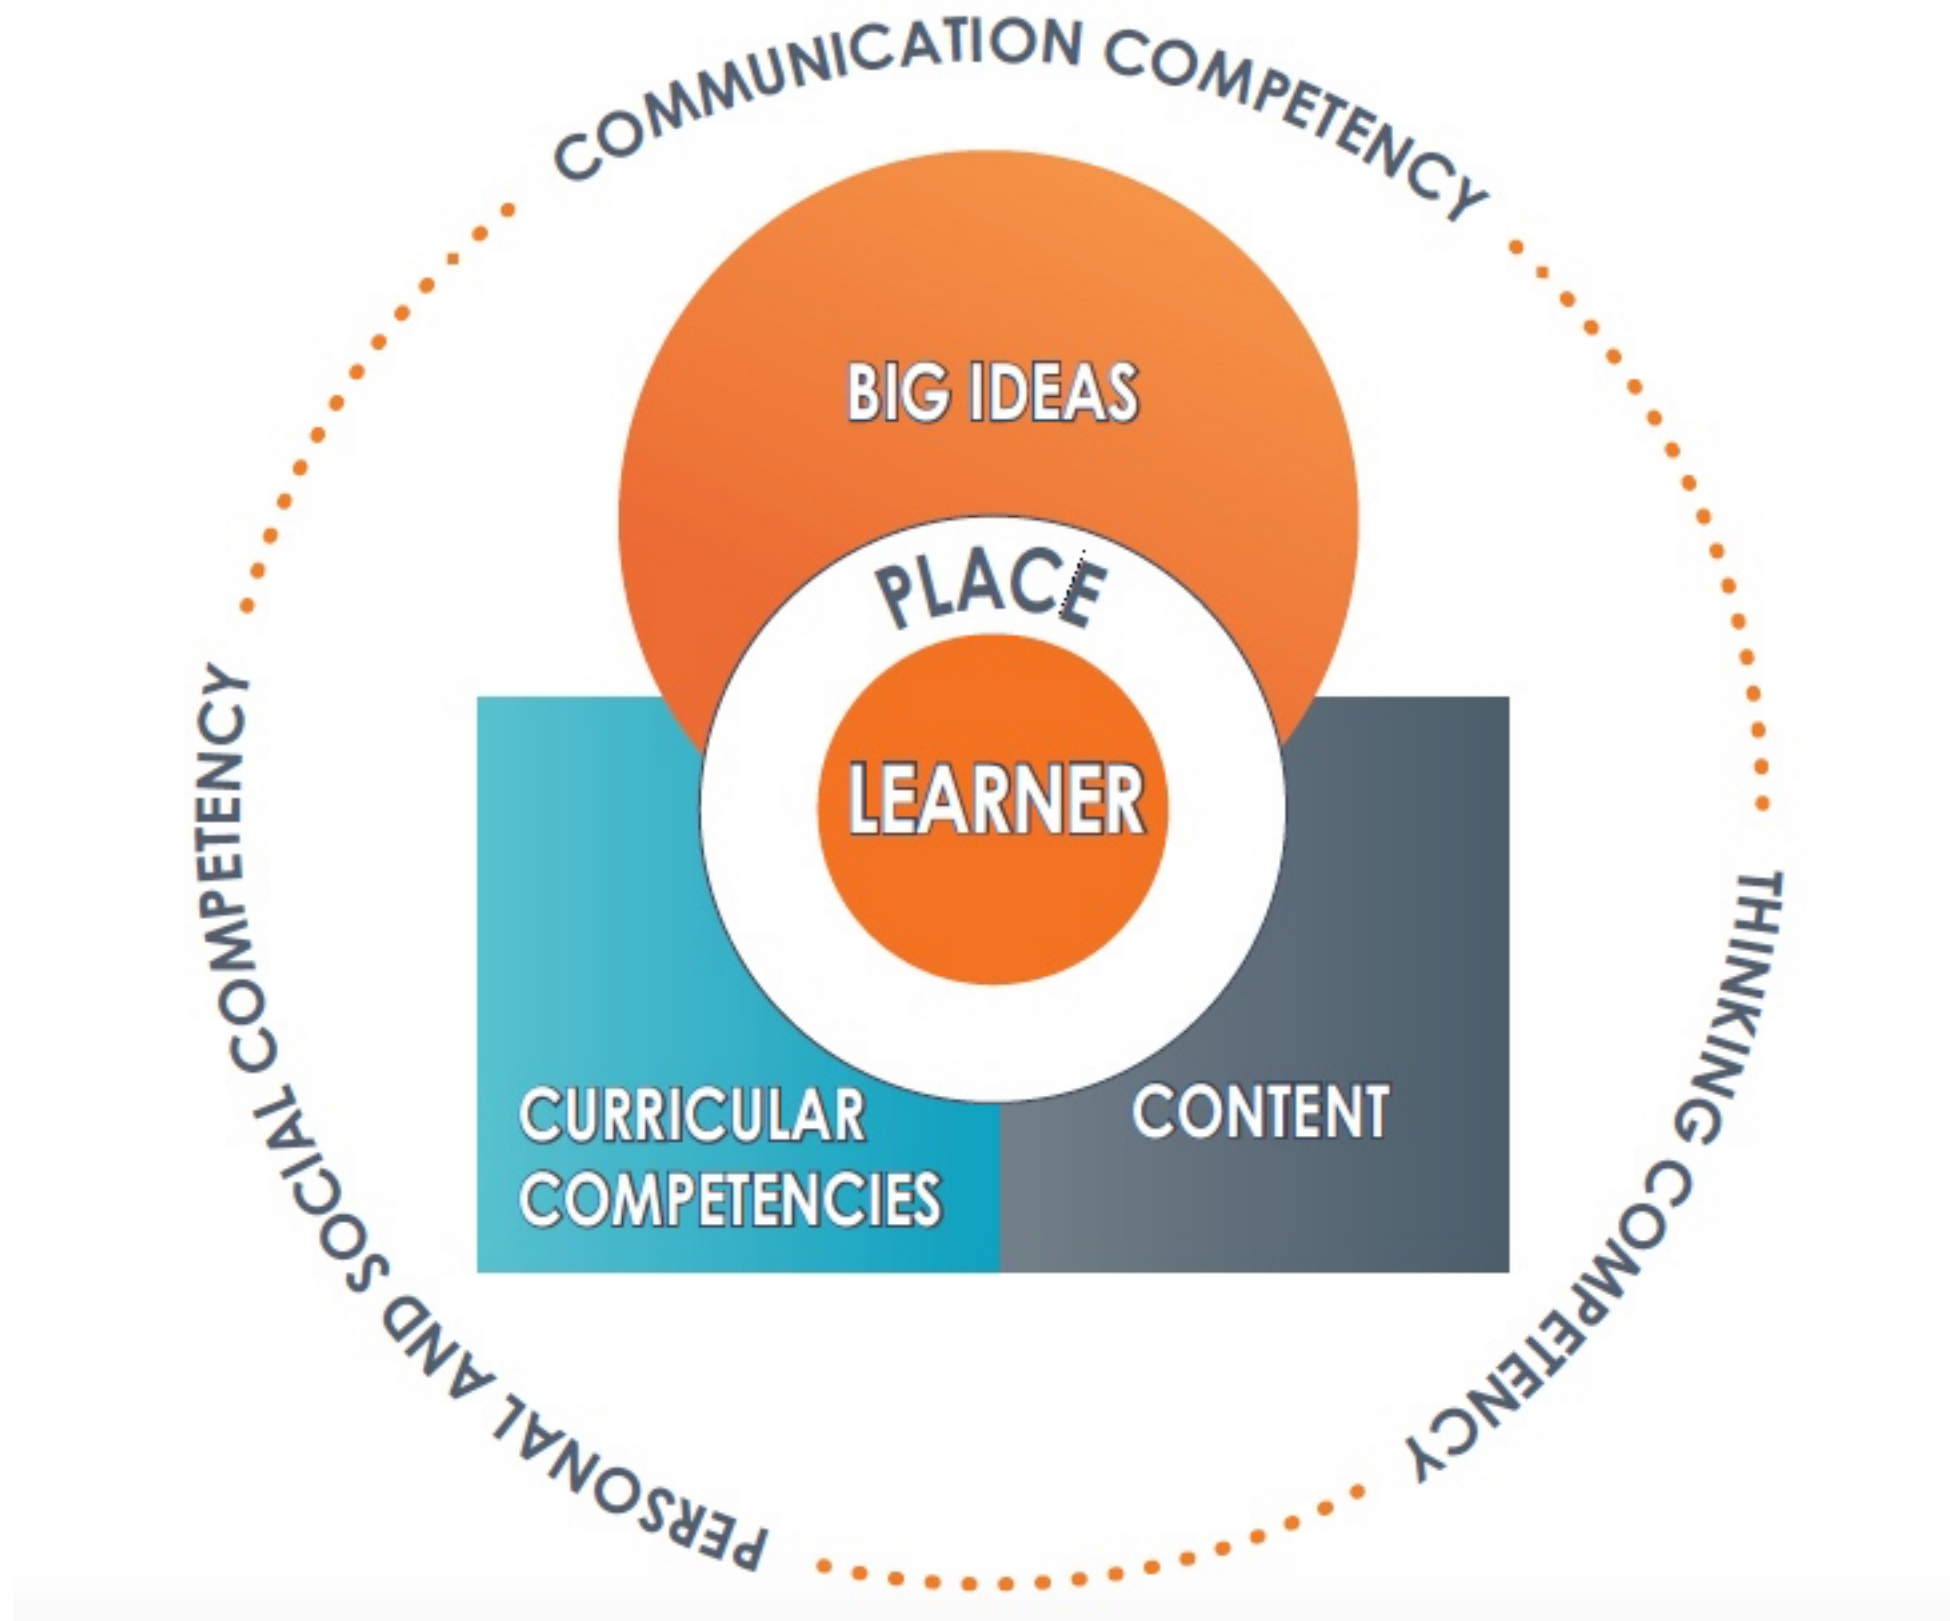 COMMUNICATION COMPETENCY
BIG IDEAS
PLACE
LEARNER
CURRICULAR
COMPETENCIES
CONTENT
THINKING COMPETENCY
PERSONAL AND SOCIAL COMPETENCY